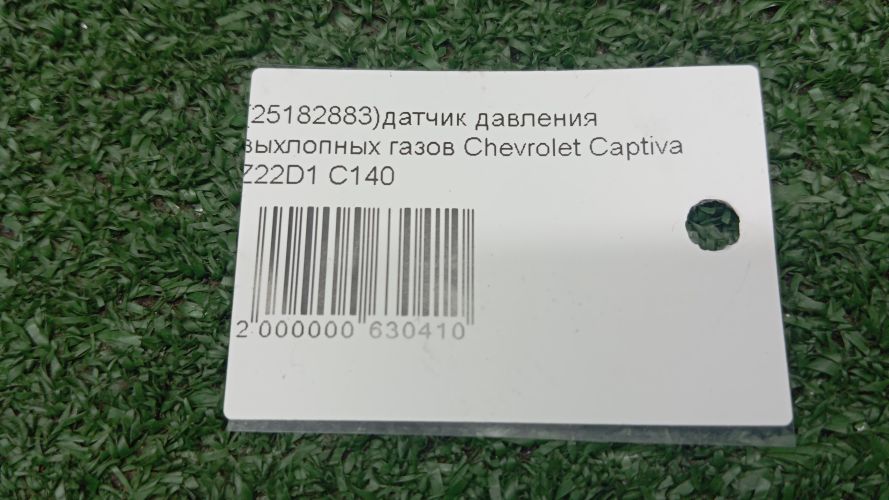 (25182883)датчик давления
выхлопных газов Chevrolet Captiva
Z22D1 C140
2 000000 630410